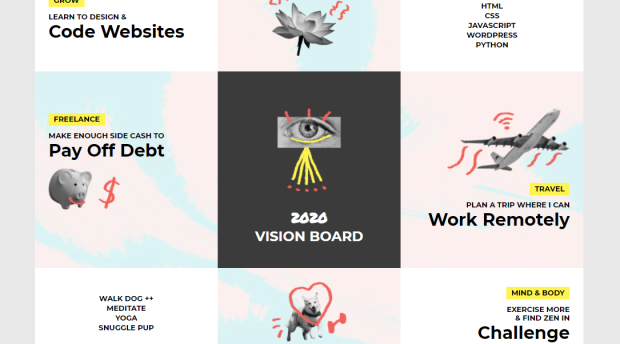 GROW
LEARN TO DESIGN &
Code Websites
HTML
CSS
JAVASCRIPT
WORDPRESS
PYTHON
FREELANCE
MAKE ENOUGH SIDE CASH TO
Pay Off Debt
$
2020
VISION BOARD
TRAVEL
PLAN A TRIP WHERE I CAN
Work Remotely
WALK DOG ++
MEDITATE
YOGA
SNUGGLE PUP
MIND & BODY
EXERCISE MORE
& FIND ZEN IN
Challenge